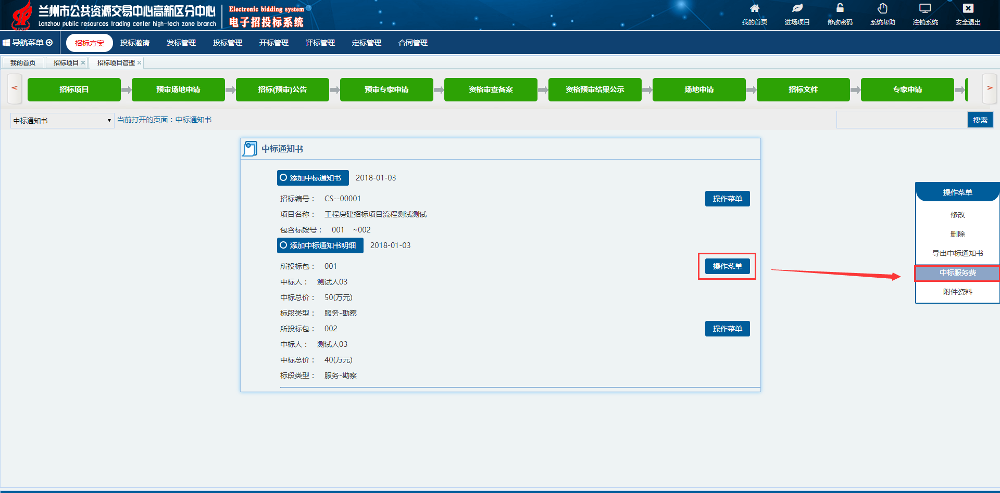 兰州市公共资源交易中心高新区分中心
Lanzhou public resources trading center high-tech zone branch
Electronic bidding system
电子招投标系统
我的首页 进场项目 修改密码 系统帮助 注销系统 安全退出
导航菜单 招标方案 投标邀请 发标管理 投标管理 开标管理 评标管理 定标管理 合同管理
我的首页 招标项目 × 招标项目管理 ×
< 招标项目 预审场地申请 招标(预审)公告 预审专家申请 资格审查备案 资格预审结果公示 场地申请 招标文件 专家申请 >
中标通知书 当前打开的页面：中标通知书 搜索
中标通知书
添加中标通知书 2018-01-03
招标编号： CS--00001 操作菜单
项目名称： 工程房建招标项目流程测试测试
包含标段号： 001 ~002
添加中标通知书明细 2018-01-03
所投标包： 001 操作菜单
中标人： 测试人03
中标总价： 50(万元)
标段类型： 服务-勘察
所投标包： 002 操作菜单
中标人： 测试人03
中标总价： 40(万元)
标段类型： 服务-勘察
操作菜单
修改
删除
导出中标通知书
中标服务费
附件资料